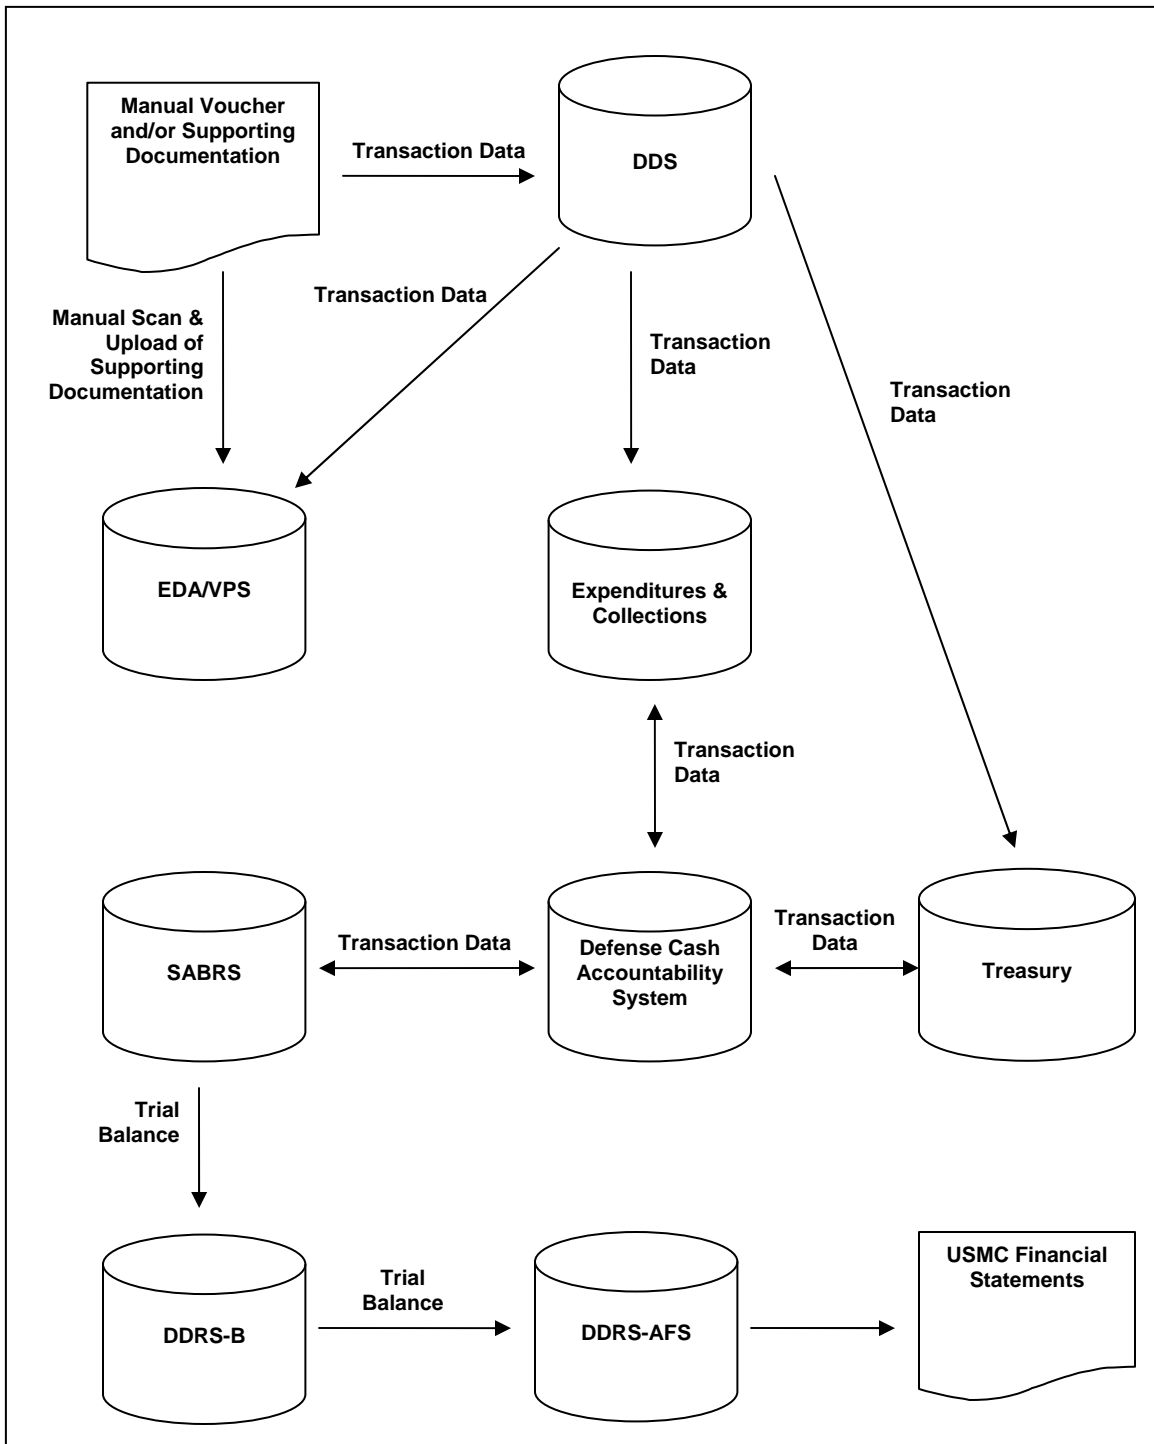 Manual Voucher
and/or Supporting
Documentation
Transaction Data
DDS
Transaction Data
Manual Scan &
Upload of
Supporting
Documentation
Transaction
Data
Transaction
Data
EDA/VPS
Expenditures &
Collections
Transaction
Data
SABRS
Transaction Data
Defense Cash
Accountability
System
Transaction
Data
Treasury
Trial
Balance
DDRS-B
Trial
Balance
DDRS-AFS
USMC Financial
Statements